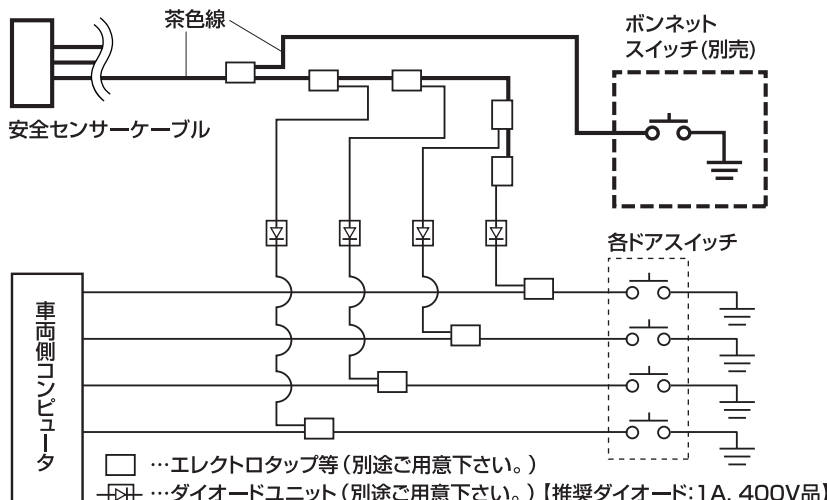 茶色線
ボンネット
スイッチ(別売)
安全センサーケーブル
各ドアスイッチ
車両側コンピュータ
…エレクトロタップ等(別途ご用意下さい。)
…ダイオードユニット(別途ご用意下さい。)【推奨ダイオード:1A, 400V品】